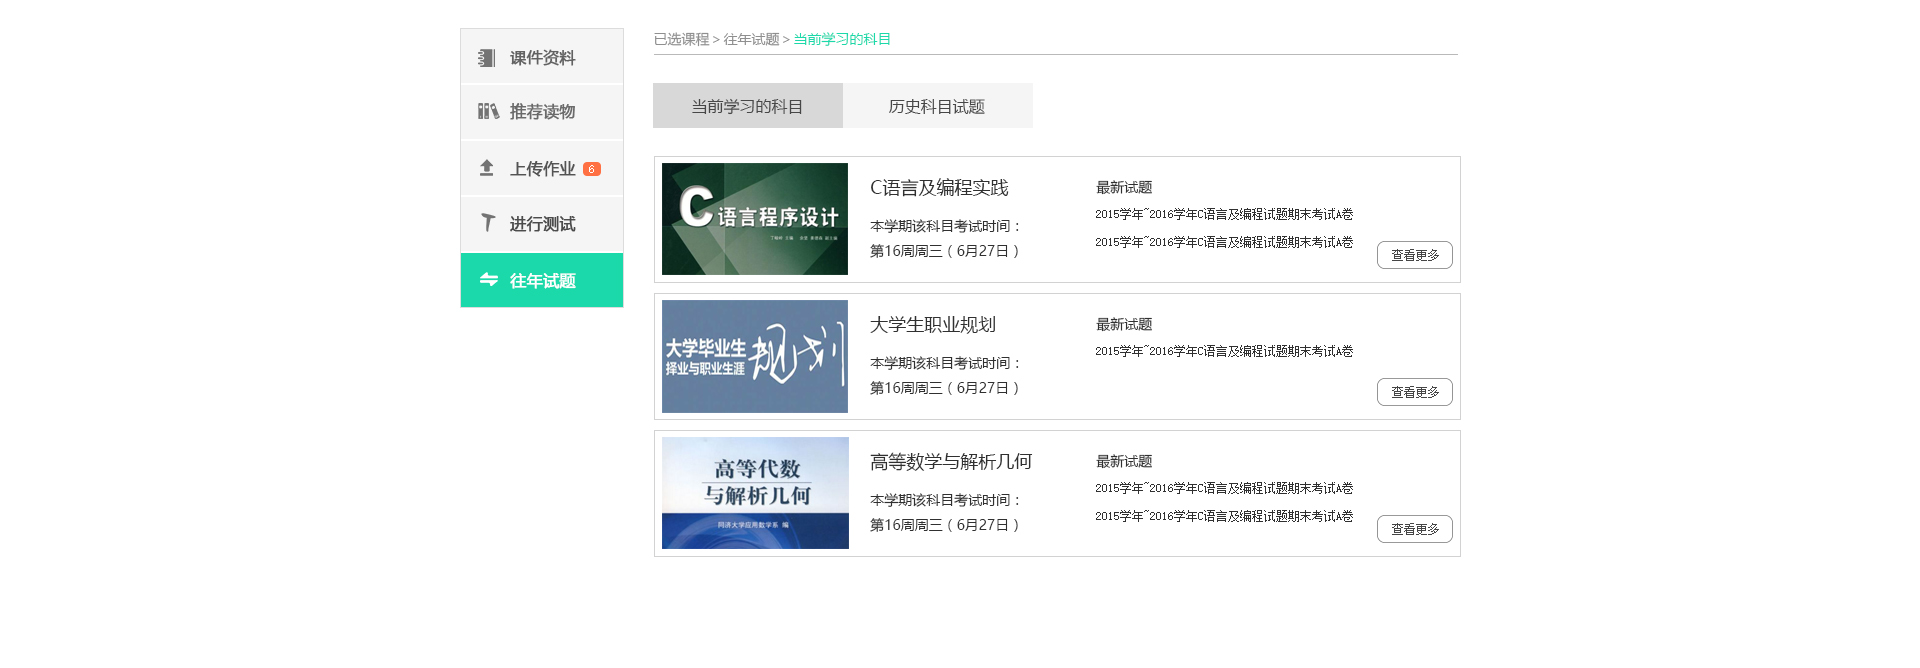 课件资料
推荐读物
上传作业 6
进行测试
往年试题
已选课程 > 往年试题 > 当前学习的科目
当前学习的科目
历史科目试题
C语言程序设计
C语言及编程实践
本学期该科目考试时间：
第16周周三（6月27日）
最新试题
2015学年~2016学年C语言及编程试题期末考试A卷
2015学年~2016学年C语言及编程试题期末考试A卷
查看更多
大学毕业生
择业与职业生涯
规划
大学生职业规划
本学期该科目考试时间：
第16周周三（6月27日）
最新试题
2015学年~2016学年C语言及编程试题期末考试A卷
查看更多
高等代数
与解析几何
同济大学应用数学系 编
高等数学与解析几何
本学期该科目考试时间：
第16周周三（6月27日）
最新试题
2015学年~2016学年C语言及编程试题期末考试A卷
2015学年~2016学年C语言及编程试题期末考试A卷
查看更多